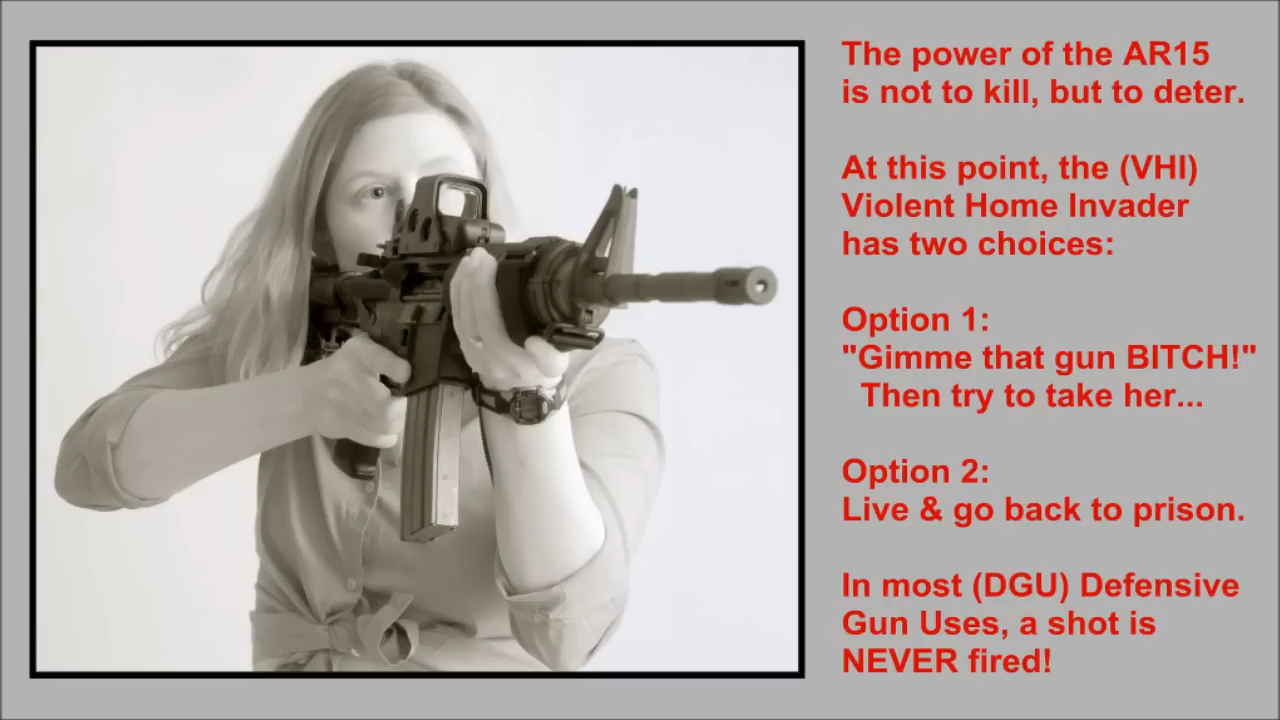 The power of the AR15
is not to kill, but to deter.
At this point, the (VHI)
Violent Home Invader
has two choices:
Option 1:
"Gimme that gun BITCH!"
Then try to take her...
Option 2:
Live & go back to prison.
In most (DGU) Defensive
Gun Uses, a shot is
NEVER fired!